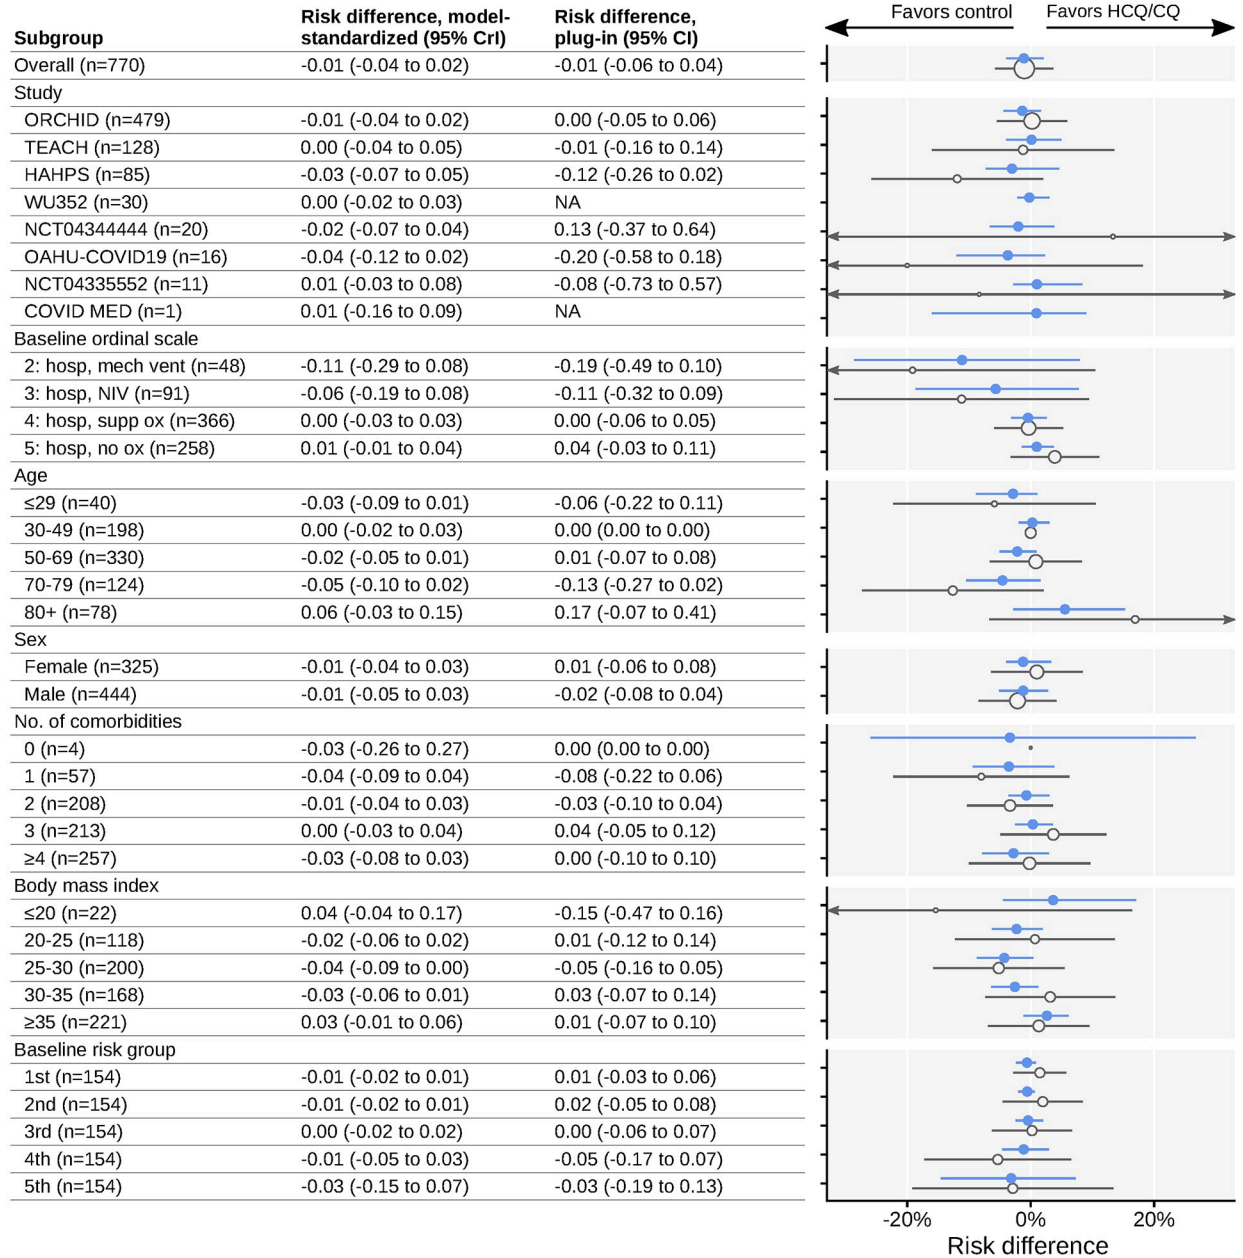 Favors control Favors HCQ/CQ
Risk difference, model- Risk difference,
Subgroup standardized (95% CrI) plug-in (95% CI)
Overall (n=770) -0.01 (-0.04 to 0.02) -0.01 (-0.06 to 0.04)
Study
ORCHID (n=479) -0.01 (-0.04 to 0.02) 0.00 (-0.05 to 0.06)
TEACH (n=128) 0.00 (-0.04 to 0.05) -0.01 (-0.16 to 0.14)
HAHPS (n=85) -0.03 (-0.07 to 0.05) -0.12 (-0.26 to 0.02)
WU352 (n=30) 0.00 (-0.02 to 0.03) NA
NCT04344444 (n=20) -0.02 (-0.07 to 0.04) 0.13 (-0.37 to 0.64)
OAHU-COVID19 (n=16) -0.04 (-0.12 to 0.02) -0.20 (-0.58 to 0.18)
NCT04335552 (n=11) 0.01 (-0.03 to 0.08) -0.08 (-0.73 to 0.57)
COVID MED (n=1) 0.01 (-0.16 to 0.09) NA
Baseline ordinal scale
2: hosp, mech vent (n=48) -0.11 (-0.29 to 0.08) -0.19 (-0.49 to 0.10)
3: hosp, NIV (n=91) -0.06 (-0.19 to 0.08) -0.11 (-0.32 to 0.09)
4: hosp, supp ox (n=366) 0.00 (-0.03 to 0.03) 0.00 (-0.06 to 0.05)
5: hosp, no ox (n=258) 0.01 (-0.01 to 0.04) 0.04 (-0.03 to 0.11)
Age
≤29 (n=40) -0.03 (-0.09 to 0.01) -0.06 (-0.22 to 0.11)
30-49 (n=198) 0.00 (-0.02 to 0.03) 0.00 (0.00 to 0.00)
50-69 (n=330) -0.02 (-0.05 to 0.01) 0.01 (-0.07 to 0.08)
70-79 (n=124) -0.05 (-0.10 to 0.02) -0.13 (-0.27 to 0.02)
80+ (n=78) 0.06 (-0.03 to 0.15) 0.17 (-0.07 to 0.41)
Sex
Female (n=325) -0.01 (-0.04 to 0.03) 0.01 (-0.06 to 0.08)
Male (n=444) -0.01 (-0.05 to 0.03) -0.02 (-0.08 to 0.04)
No. of comorbidities
0 (n=4) -0.03 (-0.26 to 0.27) 0.00 (0.00 to 0.00)
1 (n=57) -0.04 (-0.09 to 0.04) -0.08 (-0.22 to 0.06)
2 (n=208) -0.01 (-0.04 to 0.03) -0.03 (-0.10 to 0.04)
3 (n=213) 0.00 (-0.03 to 0.04) 0.04 (-0.05 to 0.12)
≥4 (n=257) -0.03 (-0.08 to 0.03) 0.00 (-0.10 to 0.10)
Body mass index
≤20 (n=22) 0.04 (-0.04 to 0.17) -0.15 (-0.47 to 0.16)
20-25 (n=118) -0.02 (-0.06 to 0.02) 0.01 (-0.12 to 0.14)
25-30 (n=200) -0.04 (-0.09 to 0.00) -0.05 (-0.16 to 0.05)
30-35 (n=168) -0.03 (-0.06 to 0.01) 0.03 (-0.07 to 0.14)
≥35 (n=221) 0.03 (-0.01 to 0.06) 0.01 (-0.07 to 0.10)
Baseline risk group
1st (n=154) -0.01 (-0.02 to 0.01) 0.01 (-0.03 to 0.06)
2nd (n=154) -0.01 (-0.02 to 0.01) 0.02 (-0.05 to 0.08)
3rd (n=154) 0.00 (-0.02 to 0.02) 0.00 (-0.06 to 0.07)
4th (n=154) -0.01 (-0.05 to 0.03) -0.05 (-0.17 to 0.07)
5th (n=154) -0.03 (-0.15 to 0.07) -0.03 (-0.19 to 0.13)
-20% 0% 20%
Risk difference